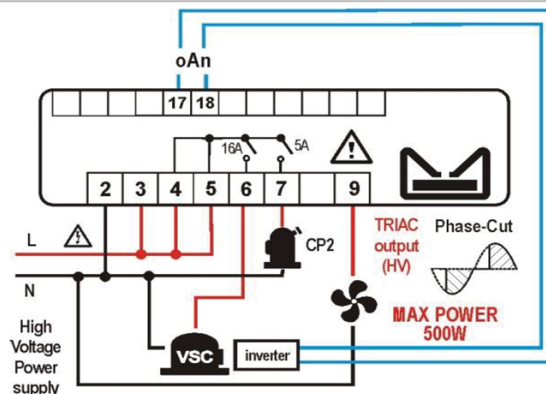 oAn
17 18
16A 5A
2 3 4 5 6 7 9
CP2
TRIAC
output
(HV)
Phase-Cut
L
N
MAX POWER
500W
High
Voltage
Power
supply
VSC
inverter